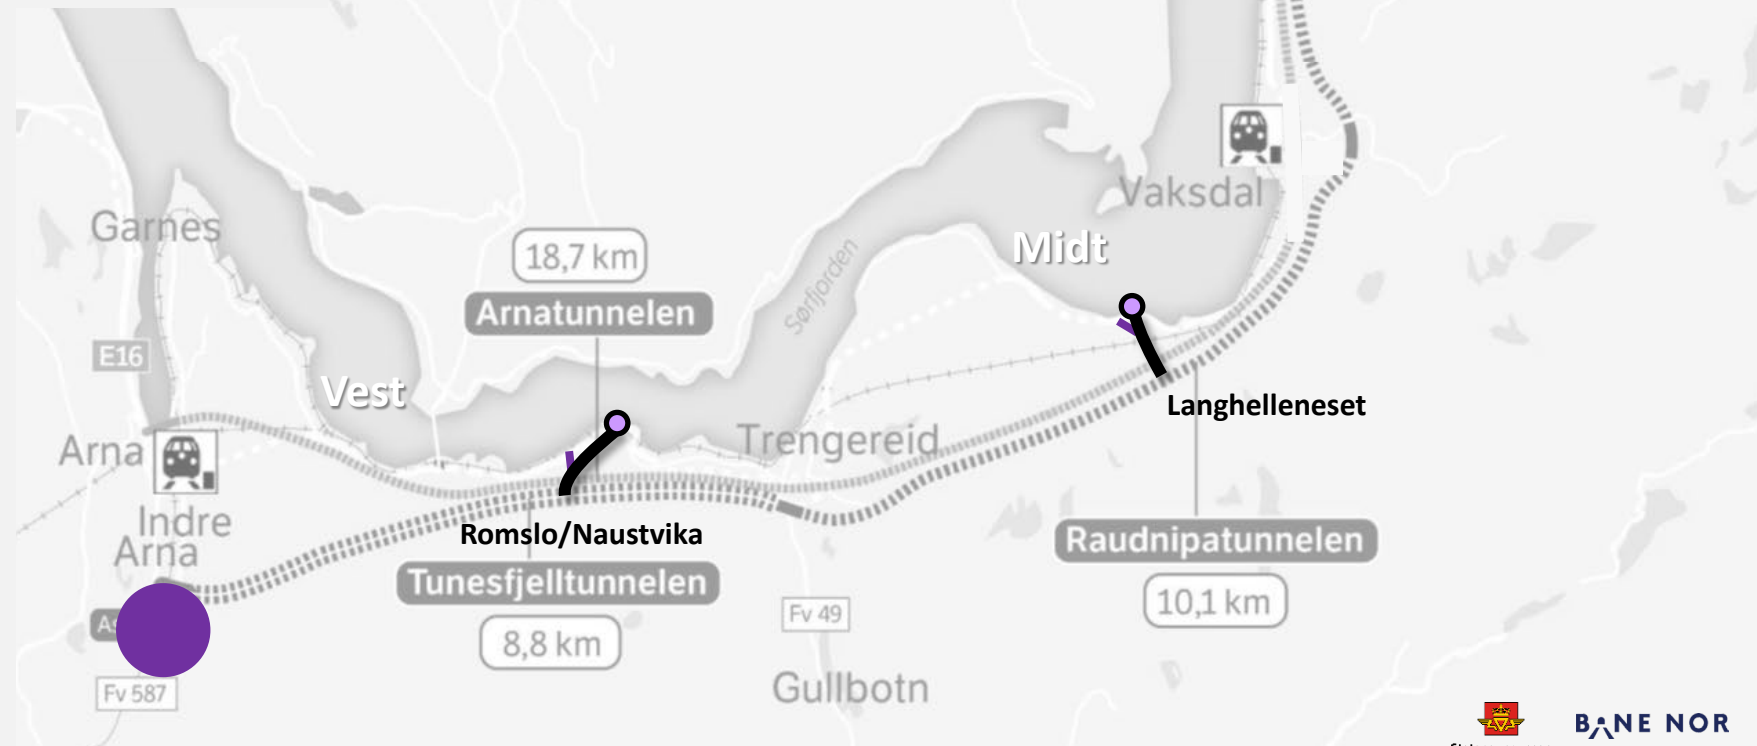 Vaksdal
Garnes
Midt
18,7 km
Sørfjorden
Arnatunnelen
E16
Vest
Langhelleneset
Arna
Trengereid
Indre
Arna
Romslo/Naustvika
Raudnipatunnelen
Tunesfjelltunnelen
10,1 km
Fv 49
8,8 km
Fv 587
Gullbotn
BANE NOR